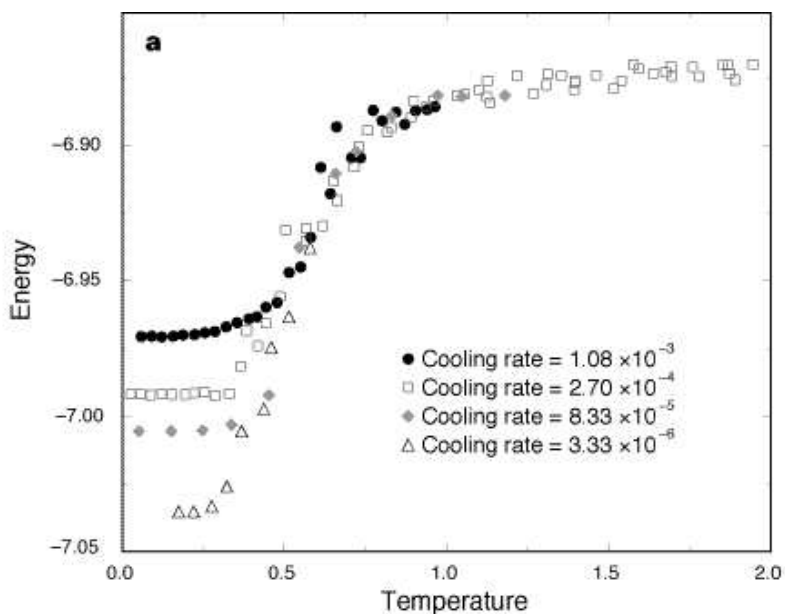 a
−6.90
−6.95
−7.00
−7.05
Energy
Cooling rate = 1.08 ×10⁻³
Cooling rate = 2.70 ×10⁻⁴
Cooling rate = 8.33 ×10⁻⁵
Cooling rate = 3.33 ×10⁻⁶
0.0 0.5 1.0 1.5 2.0
Temperature